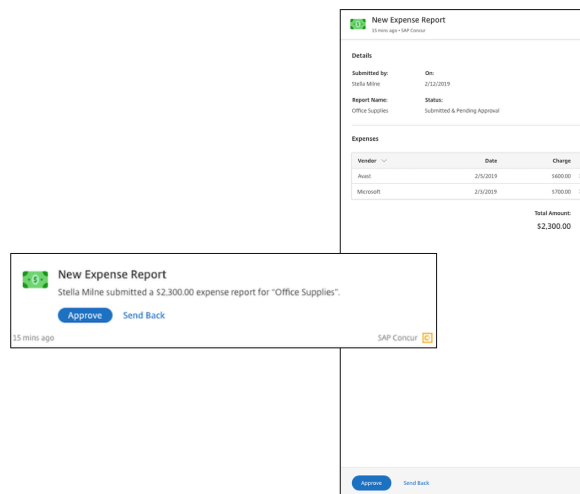 New Expense Report
15 mins ago • SAP Concur
Details
Submitted by: On:
Stella Milne 2/12/2019
Report Name: Status:
Office Supplies Submitted & Pending Approval
Expenses
Vendor Date Charge
Avast 2/5/2019 $600.00
Microsoft 2/3/2019 $700.00
Total Amount:
$2,300.00
New Expense Report
Stella Milne submitted a $2,300.00 expense report for "Office Supplies".
Approve Send Back
15 mins ago SAP Concur C
Approve Send Back